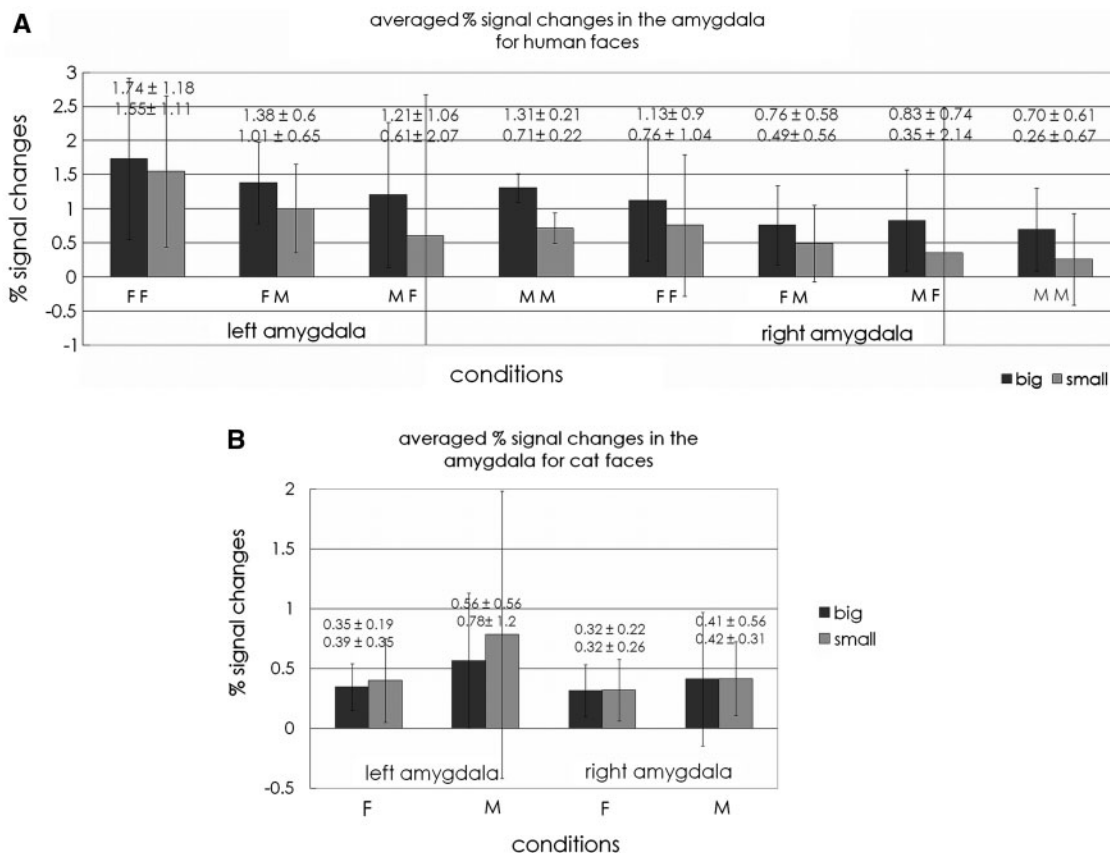 A
averaged % signal changes in the amygdala
for human faces
% signal changes
3
2.5
2
1.5
1
0.5
0
-0.5
-1
1.74 ± 1.18
1.55± 1.11
1.38 ± 0.6
1.01 ± 0.65
1.21 ± 1.06
0.61 ± 2.07
1.31 ± 0.21
0.71 ± 0.22
1.13 ± 0.9
0.76 ± 1.04
0.76 ± 0.58
0.49 ± 0.56
0.83 ± 0.74
0.35 ± 2.14
0.70 ± 0.61
0.26 ± 0.67
F F
F M
M F
M M
F F
F M
M F
M M
left amygdala
right amygdala
conditions
big small
B
averaged % signal changes in the
amygdala for cat faces
% signal changes
2
1.5
1
0.5
0
-0.5
0.35 ± 0.19
0.39 ± 0.35
0.56 ± 0.56
0.78± 1.2
0.32 ± 0.22
0.32 ± 0.26
0.41 ± 0.56
0.42 ± 0.31
big
small
left amygdala
right amygdala
F
M
F
M
conditions